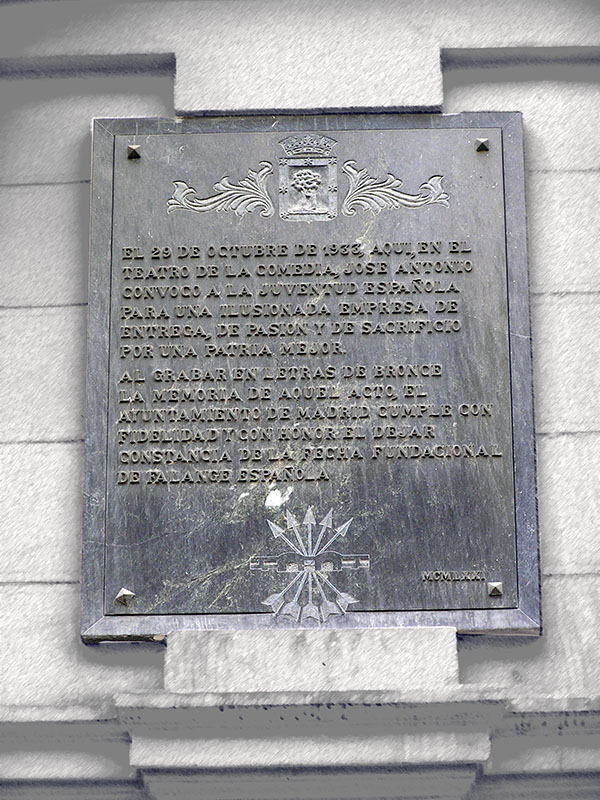 EL 29 DE OCTUBRE DE 1933, AQUI, EN EL
TEATRO DE LA COMEDIA, JOSE ANTONIO
CONVOCO A LA JUVENTUD ESPAÑOLA
PARA UNA ILUSIONADA EMPRESA DE
ENTREGA, DE PASION Y DE SACRIFICIO
POR UNA PATRIA MEJOR.
AL GRABAR EN LETRAS DE BRONCE
LA MEMORIA DE AQUEL ACTO, EL
AYUNTAMIENTO DE MADRID CUMPLE CON
FIDELIDAD Y CON HONOR EL DEJAR
CONSTANCIA DE LA FECHA FUNDACIONAL
DE FALANGE ESPAÑOLA
MCMLXXI